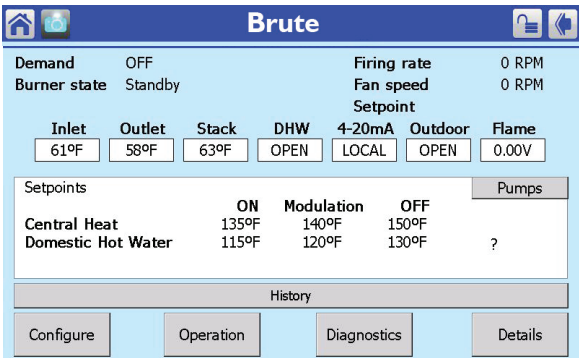 Brute
Demand OFF Firing rate 0 RPM
Burner state Standby Fan speed 0 RPM
Setpoint
Inlet Outlet Stack DHW 4-20mA Outdoor Flame
61ºF 58ºF 63ºF OPEN LOCAL OPEN 0.00V
Setpoints Pumps
ON Modulation OFF
Central Heat 135ºF 140ºF 150ºF
Domestic Hot Water 115ºF 120ºF 130ºF ?
History
Configure Operation Diagnostics Details